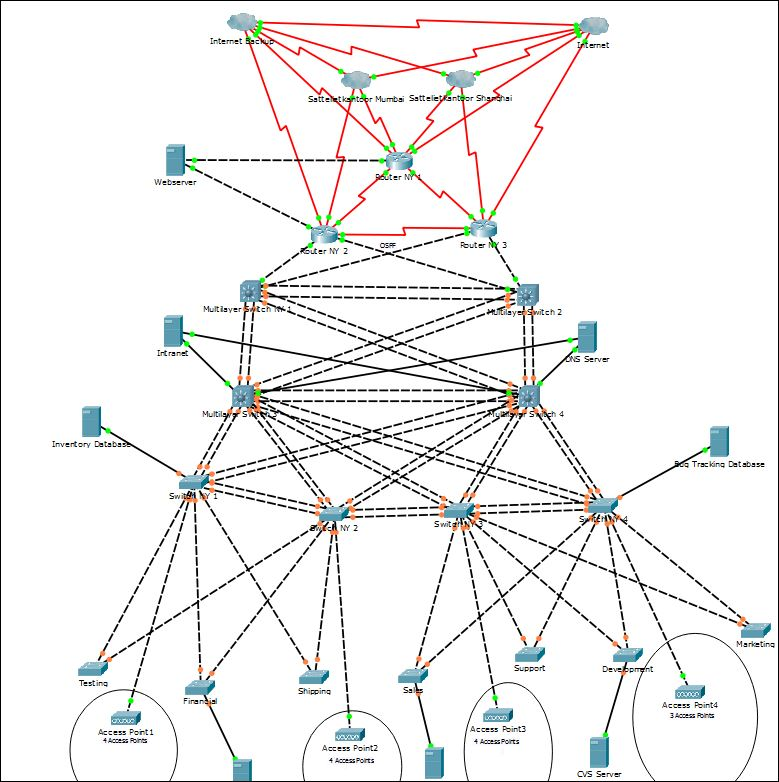 Internet Backup
Internet
Satteletkantoor Mumbai
Satteletkantoor Shanghai
Router NY 1
Webserver
Router NY 2
OSPF
Router NY 3
Multilayer Switch NY 1
Multilayer Switch 2
Intranet
DNS Server
Multilayer Switch 3
Multilayer Switch 4
Inventory Database
Bug Tracking Database
Switch NY 1
Switch NY 2
Switch NY 3
Switch NY 4
Marketing
Testing
Financial
Shipping
Sales
Support
Development
Access Point1
4 Access Points
Access Point2
4 Access Points
Access Point3
4 Access Points
Access Point4
3 Access Points
CVS Server